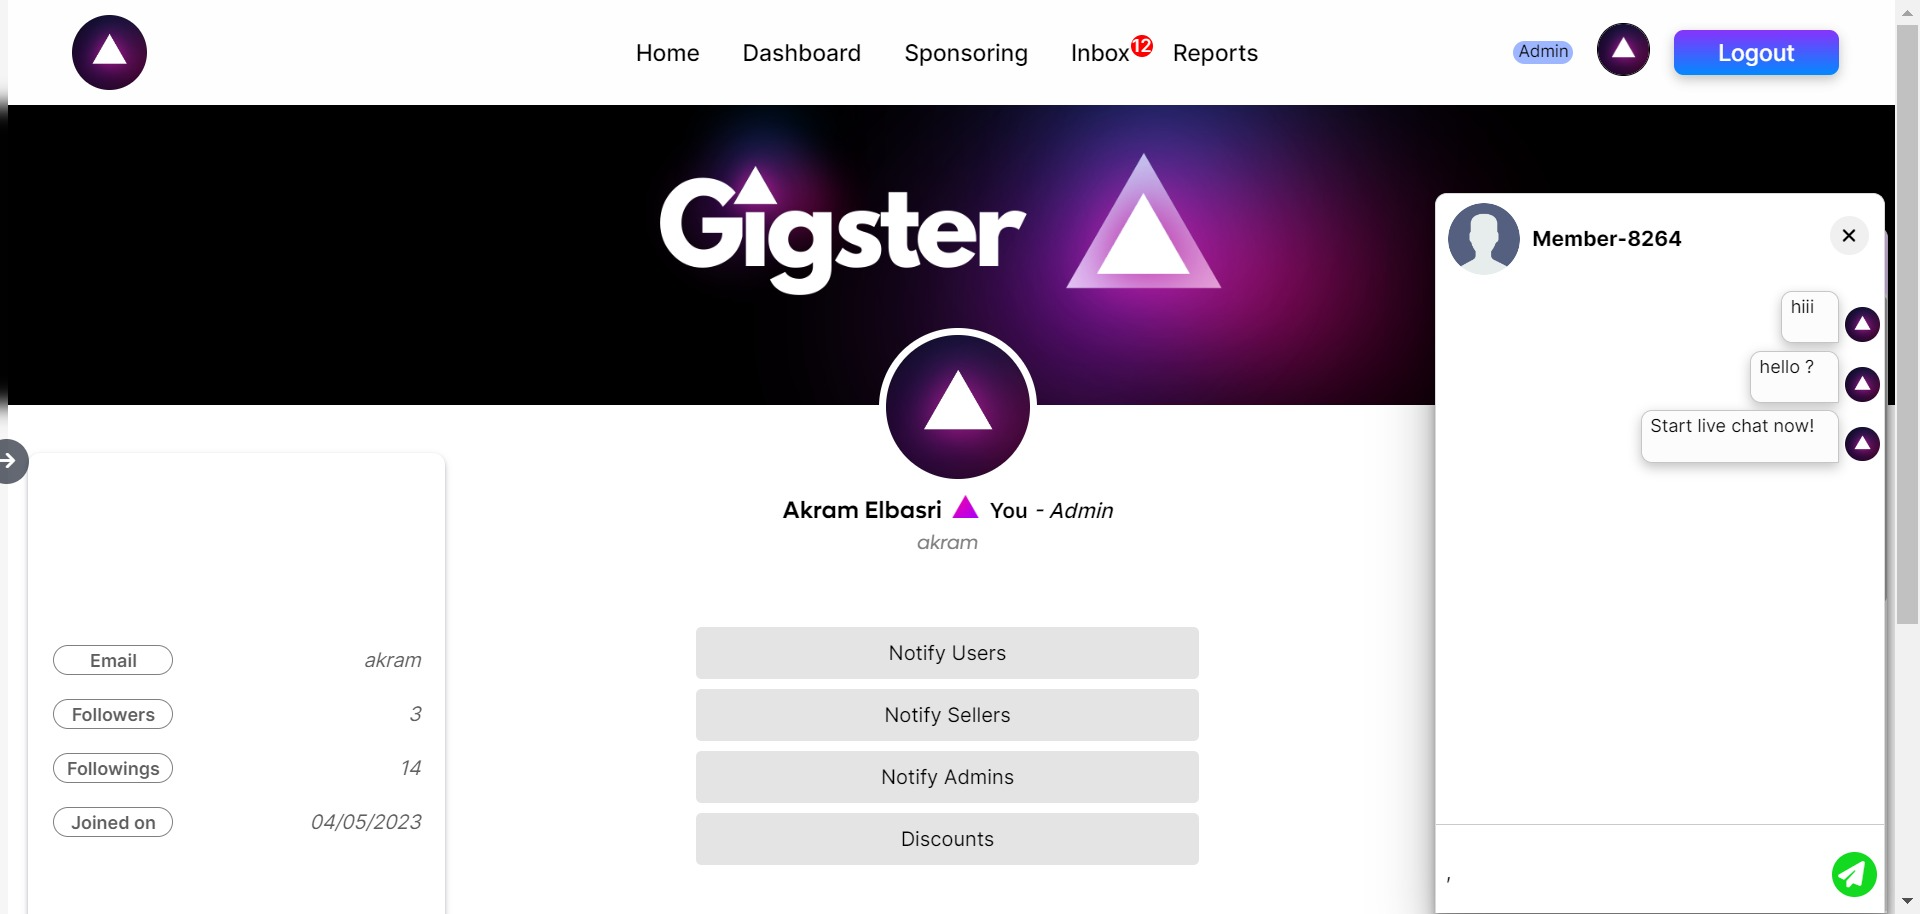 Home Dashboard Sponsoring Inbox 12 Reports Admin Logout
Gigster
Member-8264
hiii
hello ?
Start live chat now!
,
Akram Elbasri You - Admin
akram
Email akram
Followers 3
Followings 14
Joined on 04/05/2023
Notify Users
Notify Sellers
Notify Admins
Discounts